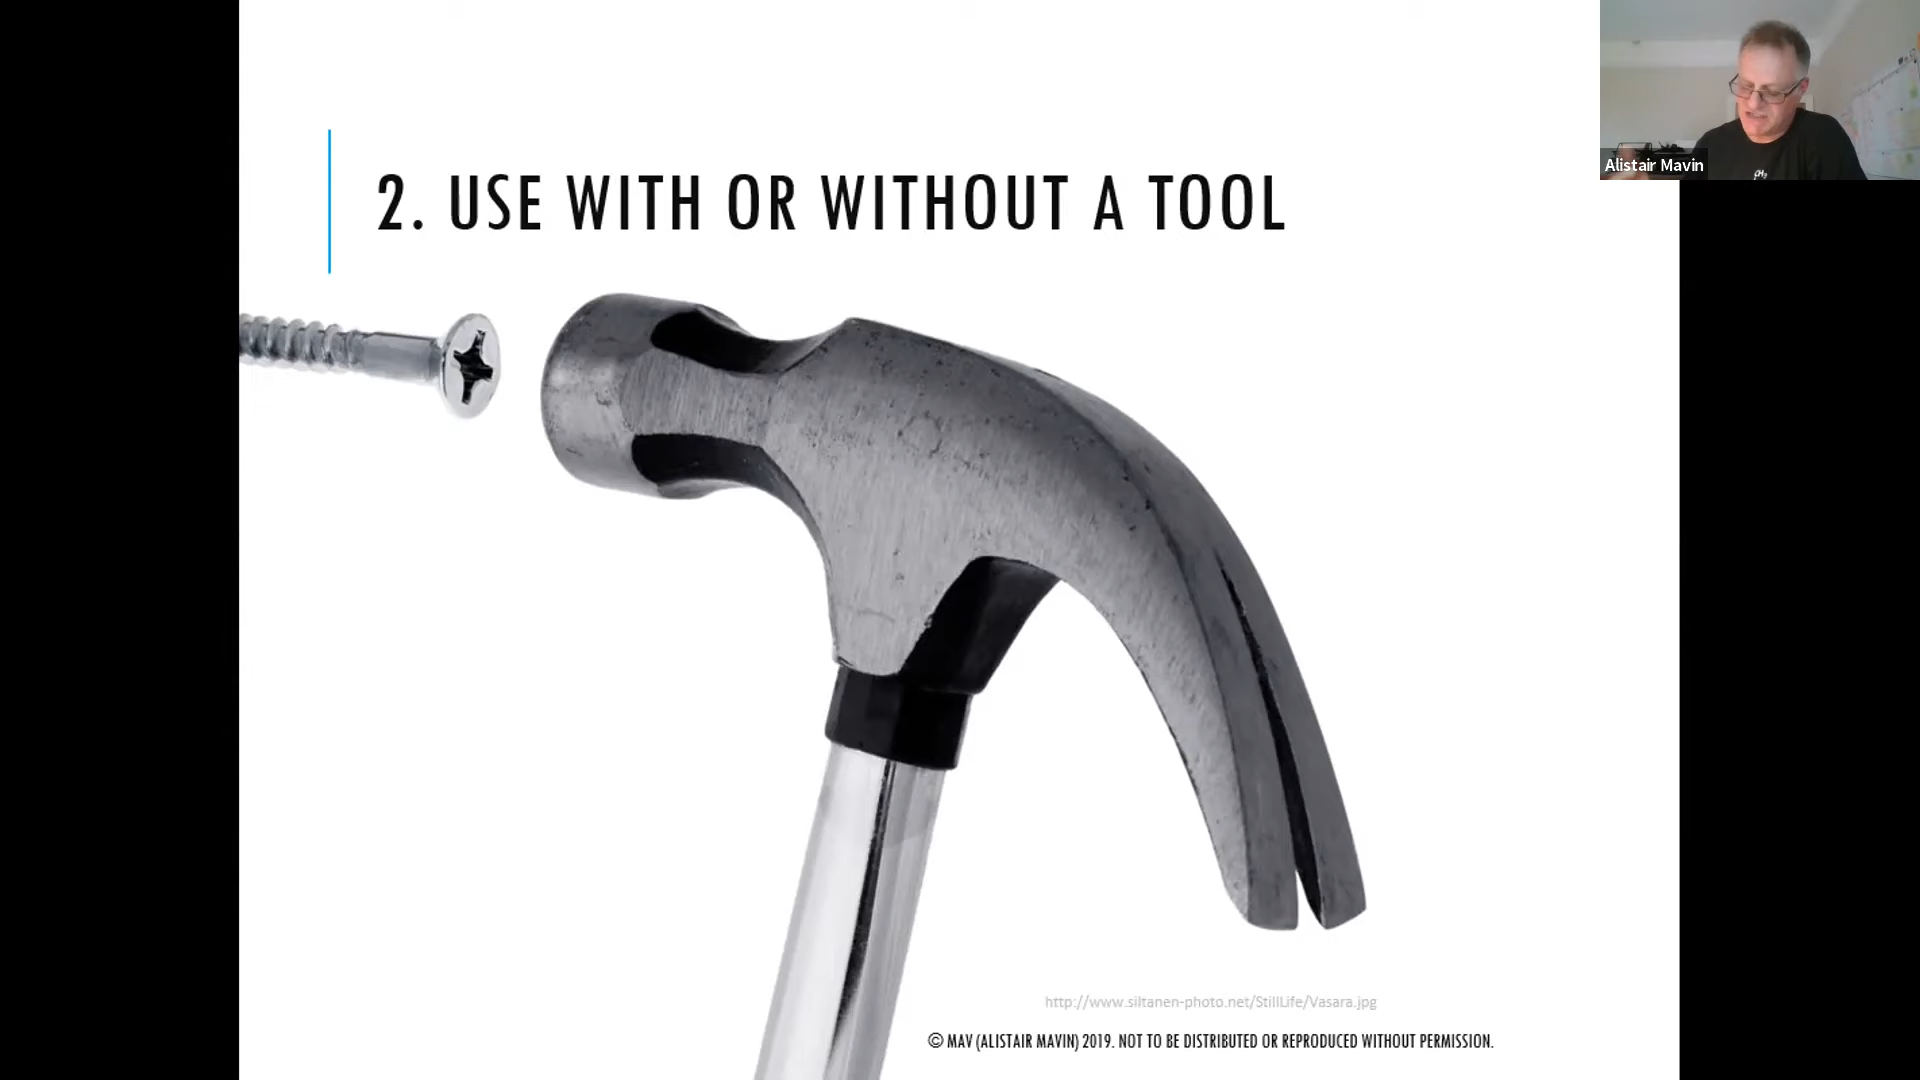 2. USE WITH OR WITHOUT A TOOL
Alistair Mavin
http://www.siltanen-photo.net/StillLife/Vasara.jpg
© MAV (ALISTAIR MAVIN) 2019. NOT TO BE DISTRIBUTED OR REPRODUCED WITHOUT PERMISSION.